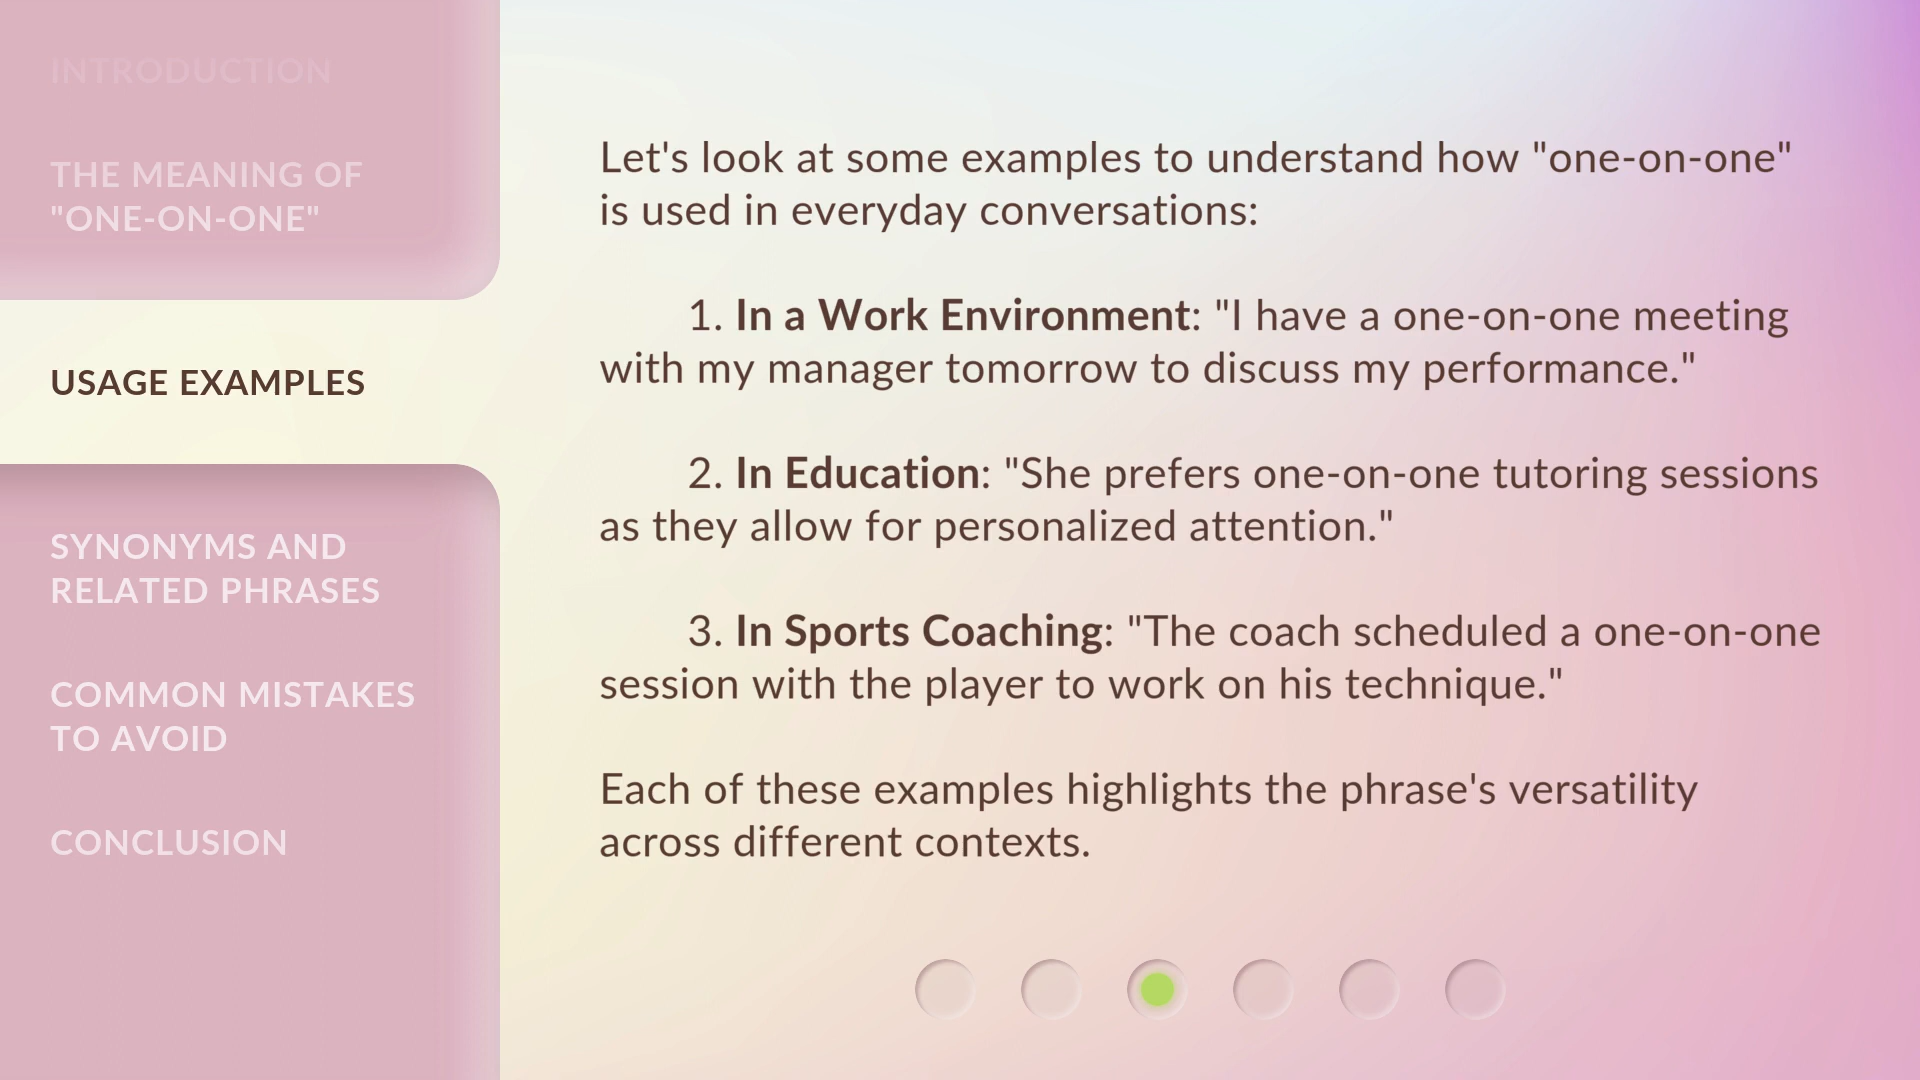 INTRODUCTION
THE MEANING OF
"ONE-ON-ONE"
USAGE EXAMPLES
SYNONYMS AND
RELATED PHRASES
COMMON MISTAKES
TO AVOID
CONCLUSION
Let's look at some examples to understand how "one-on-one"
is used in everyday conversations:
1. In a Work Environment: "I have a one-on-one meeting
with my manager tomorrow to discuss my performance."
2. In Education: "She prefers one-on-one tutoring sessions
as they allow for personalized attention."
3. In Sports Coaching: "The coach scheduled a one-on-one
session with the player to work on his technique."
Each of these examples highlights the phrase's versatility
across different contexts.